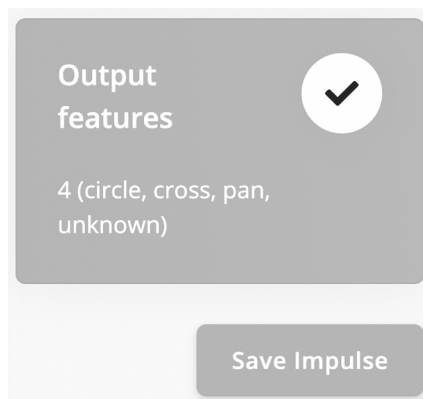 Output
features
4 (circle, cross, pan,
unknown)
Save Impulse